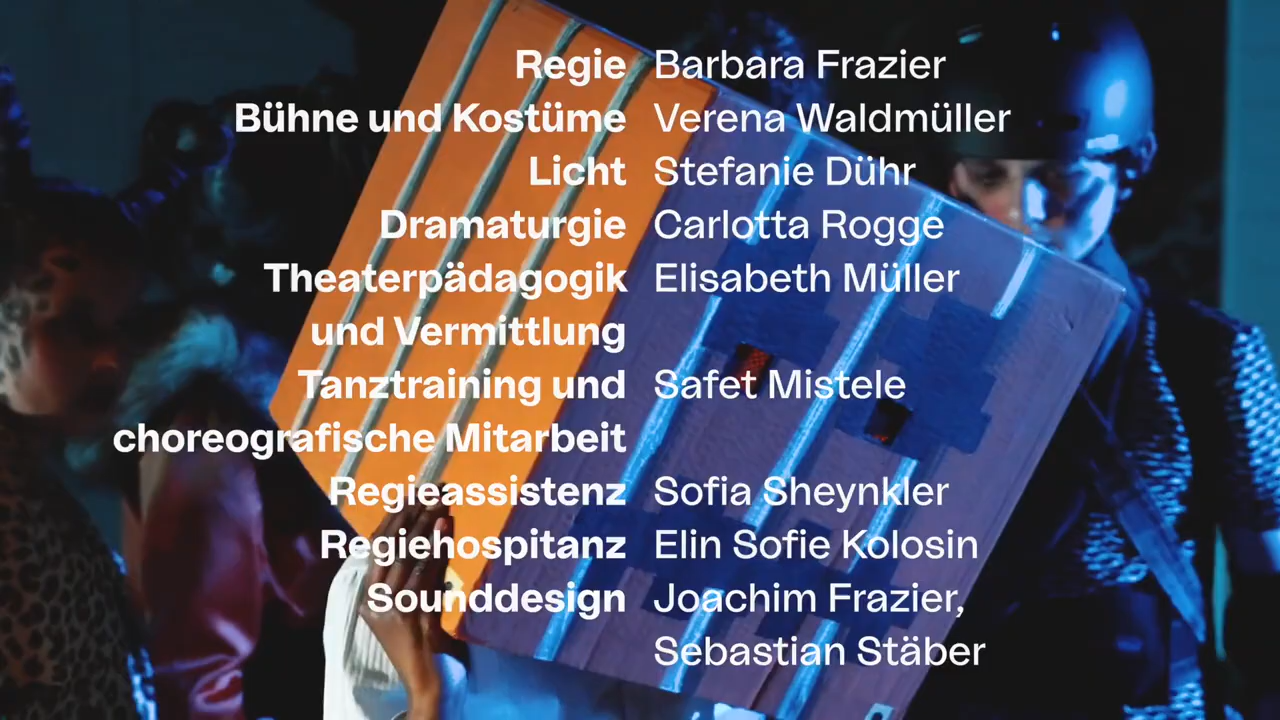 Regie Barbara Frazier
Bühne und Kostüme Verena Waldmüller
Licht Stefanie Dühr
Dramaturgie Carlotta Rogge
Theaterpädagogik Elisabeth Müller
und Vermittlung
Tanztraining und Safet Mistele
choreografische Mitarbeit
Regieassistenz Sofia Sheynkler
Regiehospitanz Elin Sofie Kolosin
Sounddesign Joachim Frazier,
Sebastian Stäber